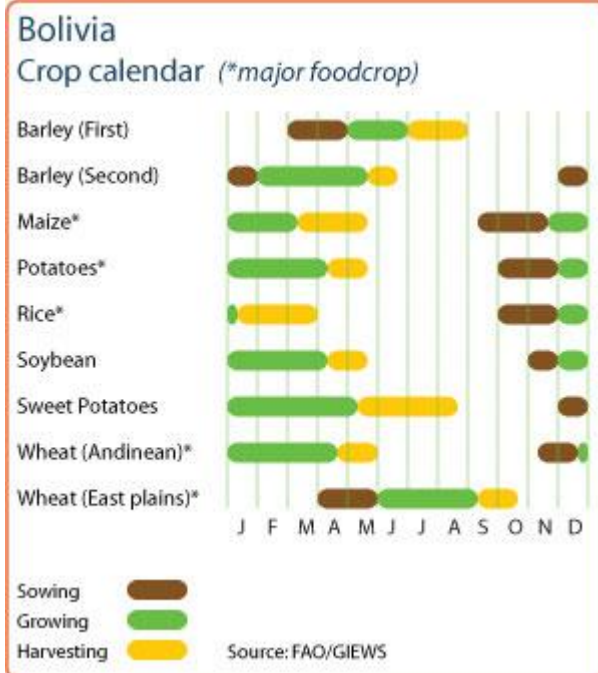 Bolivia
Crop calendar (*major foodcrop)
Barley (First)
Barley (Second)
Maize*
Potatoes*
Rice*
Soybean
Sweet Potatoes
Wheat (Andinean)*
Wheat (East plains)*
J F M A M J J A S O N D
Sowing
Growing
Harvesting Source: FAO/GIEWS